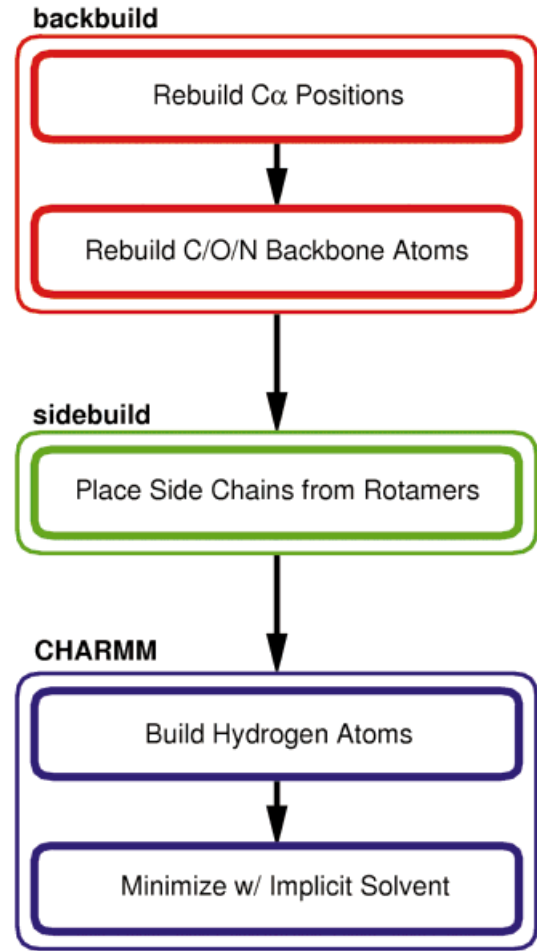 backbuild
Rebuild Cα Positions
Rebuild C/O/N Backbone Atoms
sidebuild
Place Side Chains from Rotamers
CHARMM
Build Hydrogen Atoms
Minimize w/ Implicit Solvent